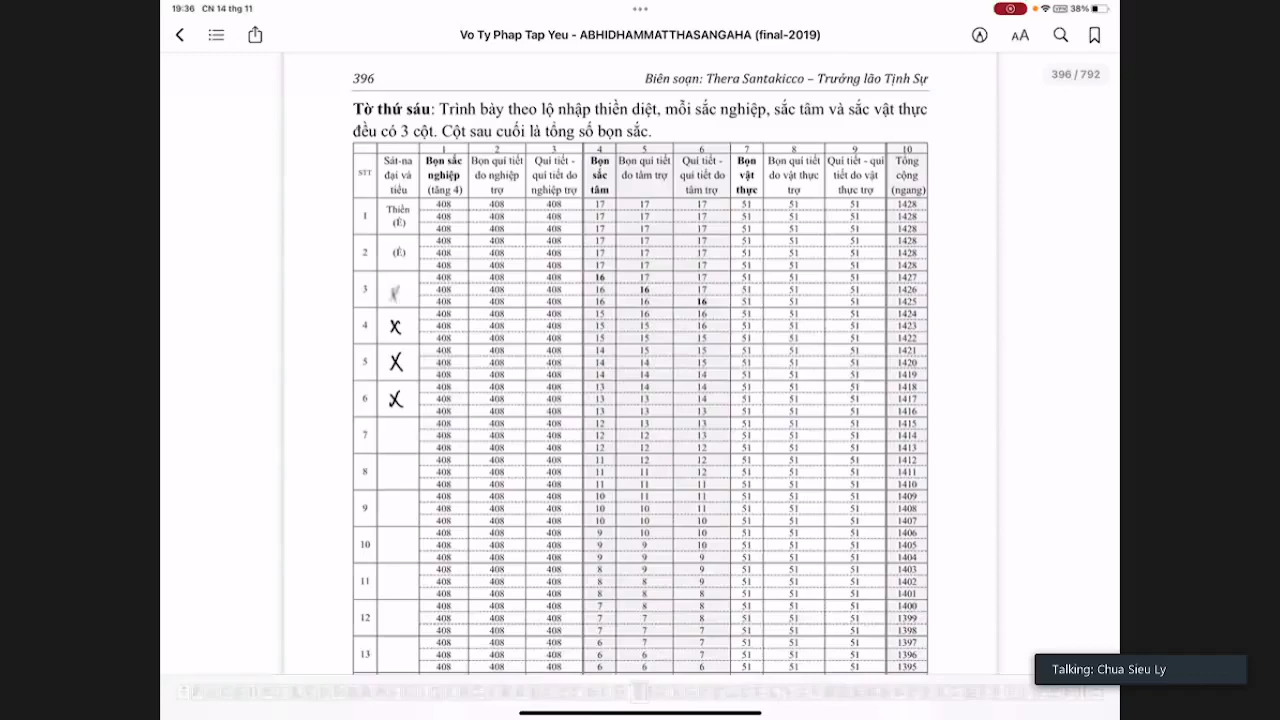 19:36 CN 14 thg 11
38%
Vo Ty Phap Tap Yeu - ABHIDHAMMATTHASANGAHA (final-2019)
AA
396 / 792
396 Biên soạn: Thera Santakicco – Trưởng lão Tịnh Sự
Tờ thứ sáu: Trình bày theo lộ nhập thiền diệt, mỗi sắc nghiệp, sắc tâm và sắc vật thực
đều có 3 cột. Cột sau cuối là tổng số bọn sắc.
1 2 3 4 5 6 7 8 9 10
STT Sát-na đại và tiểu Bọn sắc nghiệp (tăng 4) Bọn qui tiết do nghiệp trợ Qui tiết - qui tiết do nghiệp trợ Bọn sắc tâm Bọn qui tiết do tâm trợ Qui tiết - qui tiết do tâm trợ Bọn vật thực Bọn qui tiết do vật thực trợ Qui tiết - qui tiết do vật thực trợ Tổng cộng (ngang)
1 Thiền (É) 408 408 408 17 17 17 51 51 51 1428
408 408 408 17 17 17 51 51 51 1428
408 408 408 17 17 17 51 51 51 1428
2 (É) 408 408 408 17 17 17 51 51 51 1428
408 408 408 17 17 17 51 51 51 1428
408 408 408 17 17 17 51 51 51 1428
3 x 408 408 408 16 17 17 51 51 51 1427
408 408 408 16 16 17 51 51 51 1426
408 408 408 16 16 16 51 51 51 1425
4 x 408 408 408 15 16 16 51 51 51 1424
408 408 408 15 15 16 51 51 51 1423
408 408 408 15 15 15 51 51 51 1422
5 x 408 408 408 14 15 15 51 51 51 1421
408 408 408 14 14 15 51 51 51 1420
408 408 408 14 14 14 51 51 51 1419
6 x 408 408 408 13 14 14 51 51 51 1418
408 408 408 13 13 14 51 51 51 1417
408 408 408 13 13 13 51 51 51 1416
7 408 408 408 12 13 13 51 51 51 1415
408 408 408 12 12 13 51 51 51 1414
408 408 408 12 12 12 51 51 51 1413
8 408 408 408 11 12 12 51 51 51 1412
408 408 408 11 11 12 51 51 51 1411
408 408 408 11 11 11 51 51 51 1410
9 408 408 408 10 11 11 51 51 51 1409
408 408 408 10 10 11 51 51 51 1408
408 408 408 10 10 10 51 51 51 1407
10 408 408 408 9 10 10 51 51 51 1406
408 408 408 9 9 10 51 51 51 1405
408 408 408 9 9 9 51 51 51 1404
11 408 408 408 8 9 9 51 51 51 1403
408 408 408 8 8 9 51 51 51 1402
408 408 408 8 8 8 51 51 51 1401
12 408 408 408 7 8 8 51 51 51 1400
408 408 408 7 7 8 51 51 51 1399
408 408 408 7 7 7 51 51 51 1398
13 408 408 408 6 7 7 51 51 51 1397
408 408 408 6 6 7 51 51 51 1396
408 408 408 6 6 6 51 51 51 1395
Talking: Chua Sieu Ly